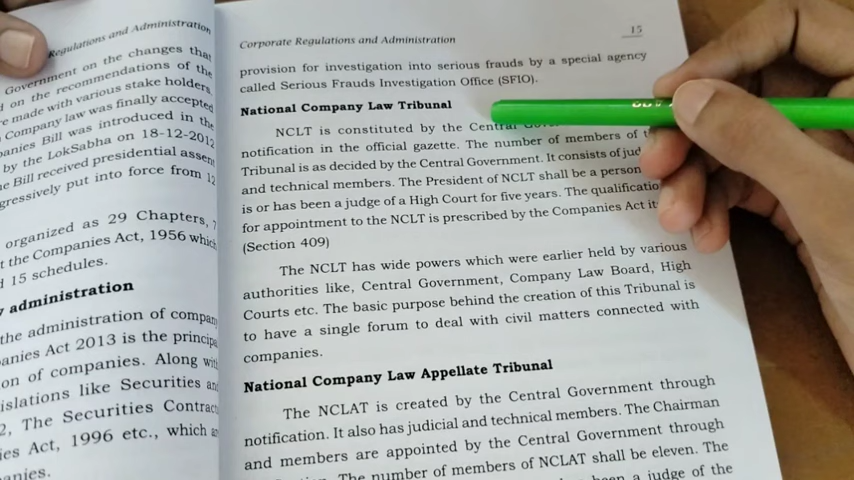 Regulations and Administration
Government on the changes that
on the recommendations of the
made with various stake holders.
Company law was finally accepted
Bill was introduced in the
by the LokSabha on 18-12-2012
Bill received presidential assent
put into force from 12
organized as 29 Chapters,
the Companies Act, 1956 which
15 schedules.
administration
the administration of company
Act 2013 is the principal
of companies. Along with
like Securities and
The Securities
Act, 1996 etc., which
Corporate Regulations and Administration
15
provision for investigation into serious frauds by a special agency
called Serious Frauds Investigation Office (SFIO).
National Company Law Tribunal
NCLT is constituted by the Central
notification in the official gazette. The number of members of
Tribunal is as decided by the Central Government. It consists of
and technical members. The President of NCLT shall be a person
is or has been a judge of a High Court for five years. The
for appointment to the NCLT is prescribed by the Companies Act
(Section 409)
The NCLT has wide powers which were earlier held by various
authorities like, Central Government, Company Law Board, High
Courts etc. The basic purpose behind the creation of this Tribunal is
to have a single forum to deal with civil matters connected with
companies.
National Company Law Appellate Tribunal
The NCLAT is created by the Central Government through
notification. It also has judicial and technical members. The Chairman
and members are appointed by the Central Government through
The number of members of NCLAT shall be eleven. The
been a judge of the